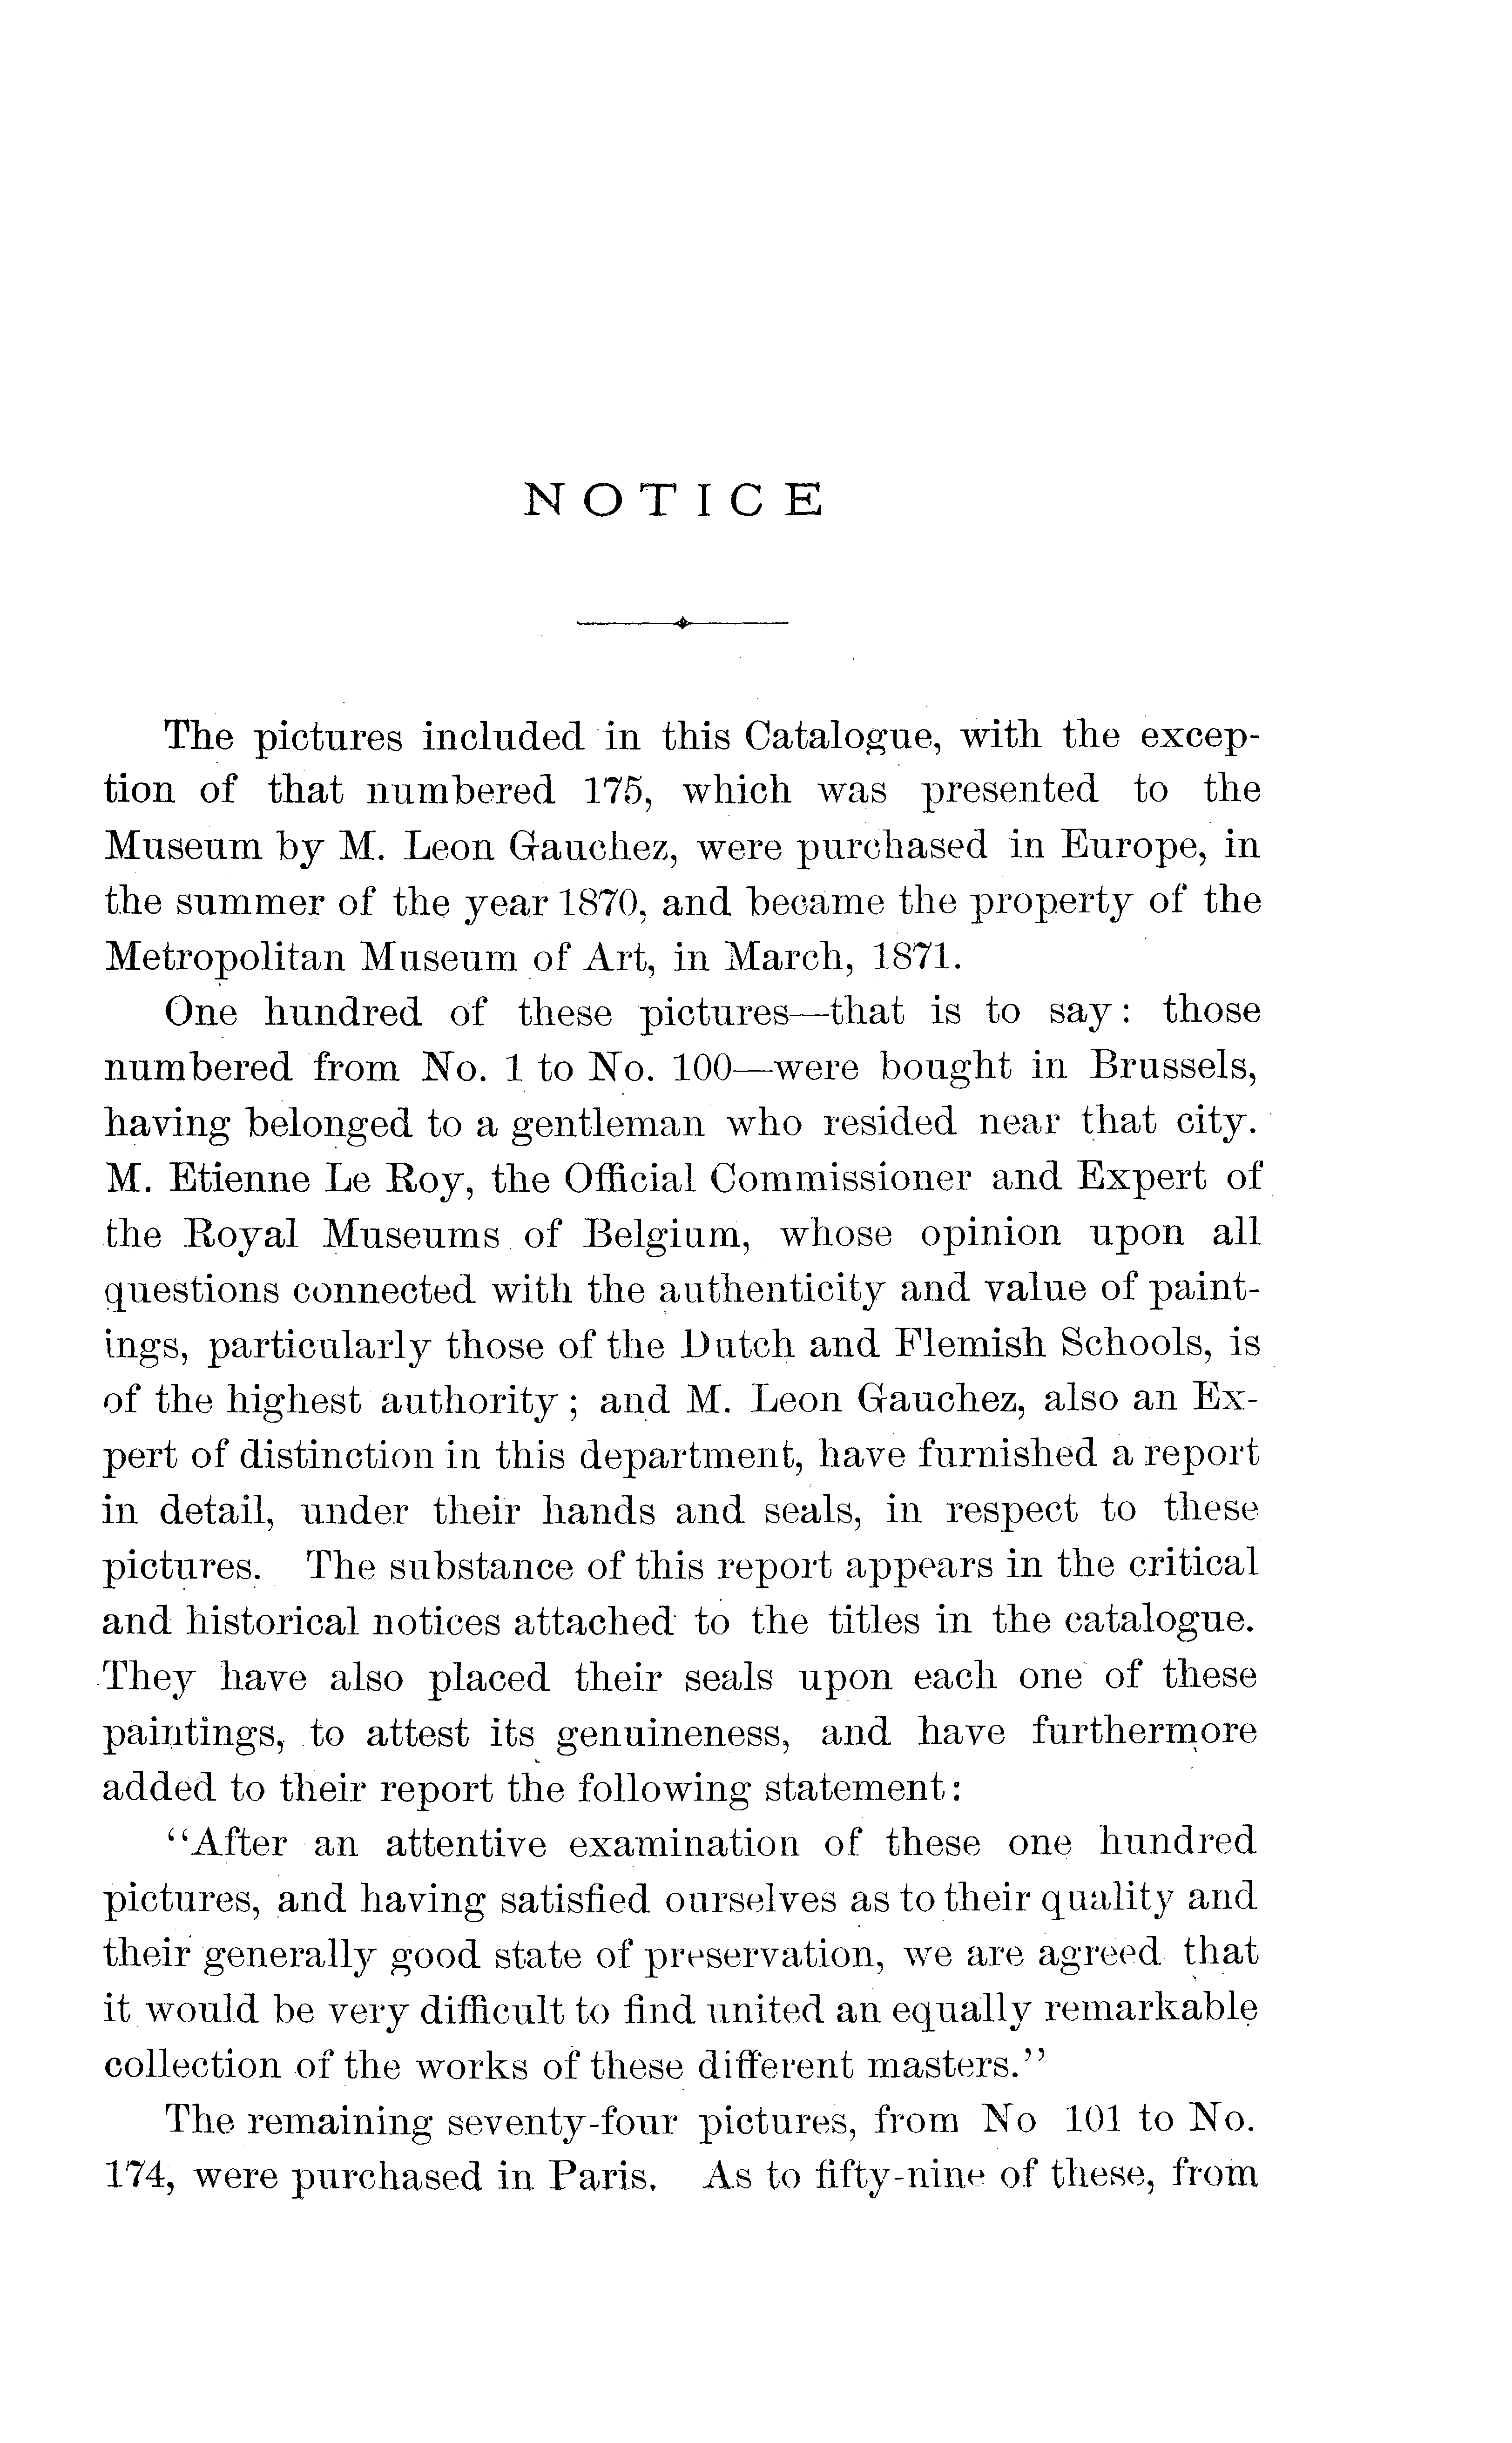 NOTICE
The pictures included in this Catalogue, with the excep-
tion of that numbered 175, which was presented to the
Museum by M. Leon Gauchez, were purchased in Europe, in
the summer of the year 1870, and became the property of the
Metropolitan Museum of Art, in March, 1871.
One hundred of these pictures—that is to say: those
numbered from No. 1 to No. 100—were bought in Brussels,
having belonged to a gentleman who resided near that city.
M. Etienne Le Roy, the Official Commissioner and Expert of
the Royal Museums of Belgium, whose opinion upon all
questions connected with the authenticity and value of paint-
ings, particularly those of the Dutch and Flemish Schools, is
of the highest authority; and M. Leon Gauchez, also an Ex-
pert of distinction in this department, have furnished a report
in detail, under their hands and seals, in respect to these
pictures. The substance of this report appears in the critical
and historical notices attached to the titles in the catalogue.
They have also placed their seals upon each one of these
paintings, to attest its genuineness, and have furthermore
added to their report the following statement:
"After an attentive examination of these one hundred
pictures, and having satisfied ourselves as to their quality and
their generally good state of preservation, we are agreed that
it would be very difficult to find united an equally remarkable
collection of the works of these different masters."
The remaining seventy-four pictures, from No 101 to No.
174, were purchased in Paris. As to fifty-nine of these, from